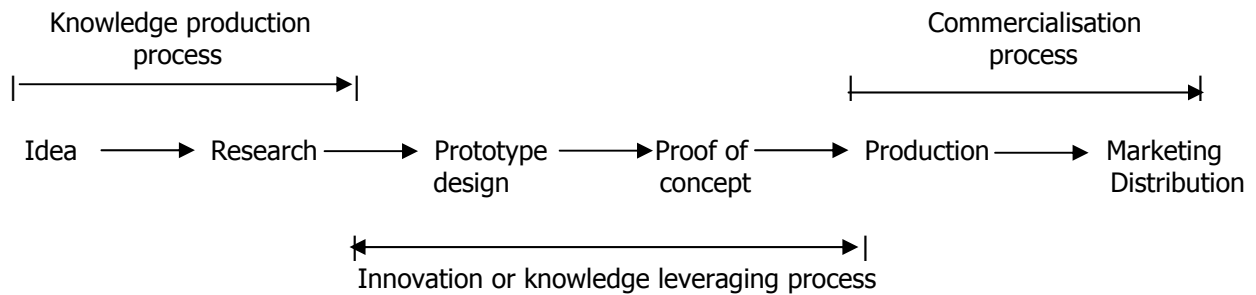 Knowledge production
process
Commercialisation
process
Idea
Research
Prototype
design
Proof of
concept
Production
Marketing
Distribution
Innovation or knowledge leveraging process